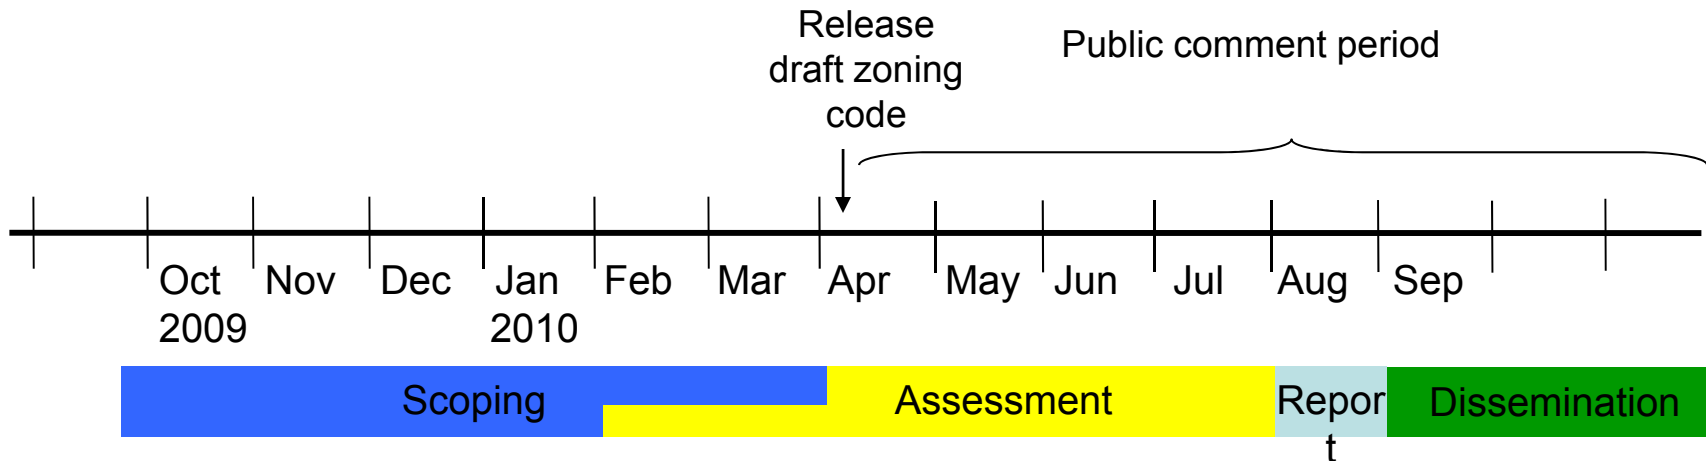 Release
draft zoning
code
Public comment period
Oct Nov Dec Jan Feb Mar Apr May Jun Jul Aug Sep
2009 2010
Scoping Assessment Repor Dissemination
t